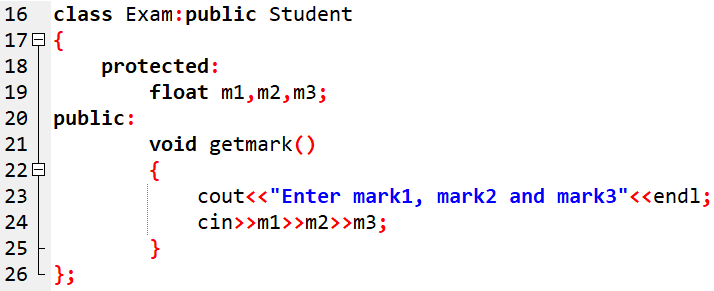 16 class Exam:public Student
17 {
18     protected:
19         float m1,m2,m3;
20 public:
21         void getmark()
22         {
23             cout<<"Enter mark1, mark2 and mark3"<<endl;
24             cin>>m1>>m2>>m3;
25         }
26 };